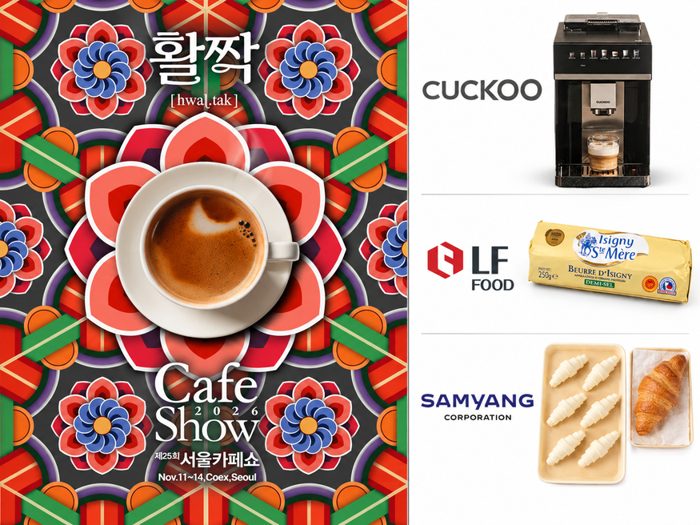 활짝
[hwal.tak]
Cafe
2026
Show
제25회 서울카페쇼
Nov.11~14,Coex,Seoul
CUCKOO
CUCKOO
LF
FOOD
Isigny
Ste Mère
BEURRE D'ISIGNY
250g e
DEMI-SEL
SAMYANG
CORPORATION